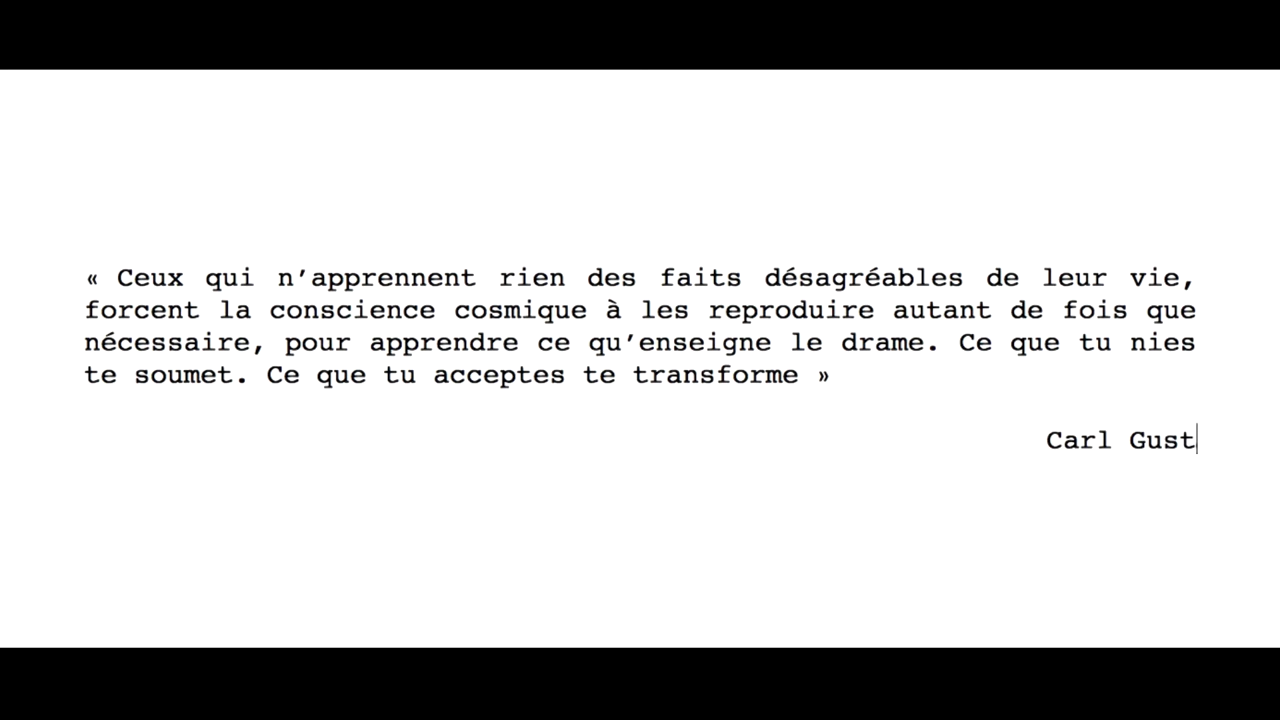 « Ceux qui n’apprennent rien des faits désagréables de leur vie,
forcent la conscience cosmique à les reproduire autant de fois que
nécessaire, pour apprendre ce qu’enseigne le drame. Ce que tu nies
te soumet. Ce que tu acceptes te transforme »
Carl Gust